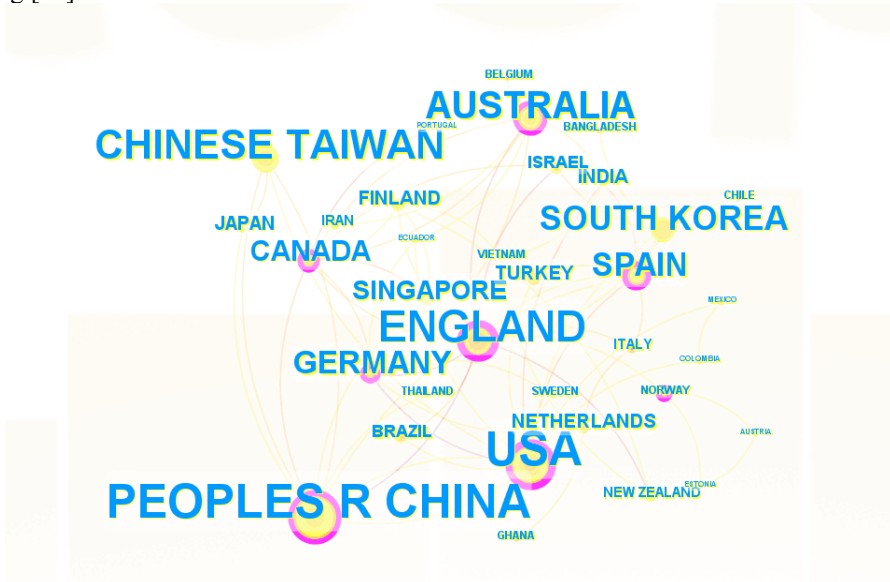 BELGIUM
AUSTRALIA
PORTUGAL
BANGLADESH
CHINESE TAIWAN
ISRAEL
INDIA
FINLAND
CHILE
JAPAN
IRAN
SOUTH KOREA
ECUADOR
CANADA
VIETNAM
TURKEY
SPAIN
SINGAPORE
MEXICO
ENGLAND
ITALY
GERMANY
COLOMBIA
THAILAND
SWEDEN
NORWAY
NETHERLANDS
BRAZIL
AUSTRIA
USA
ESTONIA
PEOPLES R CHINA
NEW ZEALAND
GHANA